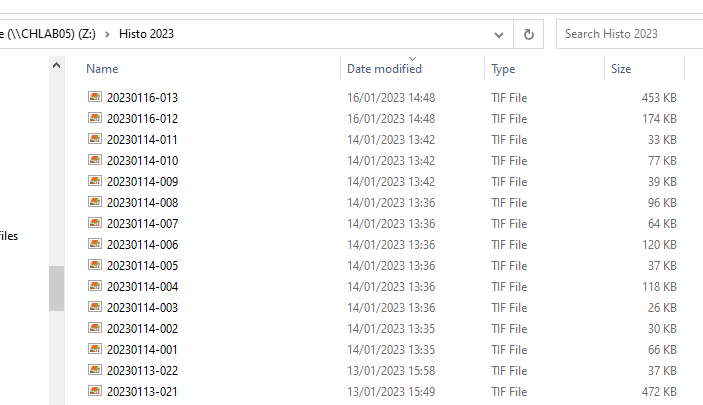 e (\\CHLAB05) (Z:) > Histo 2023 Search Histo 2023
Name Date modified Type Size
20230116-013 16/01/2023 14:48 TIF File 453 KB
20230116-012 16/01/2023 14:48 TIF File 174 KB
20230114-011 14/01/2023 13:42 TIF File 33 KB
20230114-010 14/01/2023 13:42 TIF File 77 KB
20230114-009 14/01/2023 13:42 TIF File 39 KB
20230114-008 14/01/2023 13:36 TIF File 96 KB
20230114-007 14/01/2023 13:36 TIF File 64 KB
iles 20230114-006 14/01/2023 13:36 TIF File 120 KB
20230114-005 14/01/2023 13:36 TIF File 37 KB
20230114-004 14/01/2023 13:36 TIF File 118 KB
20230114-003 14/01/2023 13:36 TIF File 26 KB
20230114-002 14/01/2023 13:35 TIF File 30 KB
20230114-001 14/01/2023 13:35 TIF File 66 KB
20230113-022 13/01/2023 15:58 TIF File 37 KB
20230113-021 13/01/2023 15:49 TIF File 472 KB